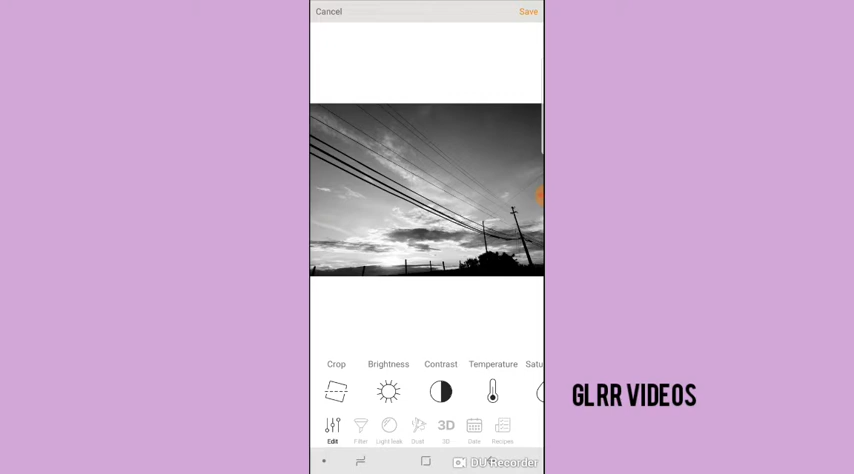 Cancel Save
Crop Brightness Contrast Temperature Satu
3D
Edit Filter Light leak Dust 3D Date Recipes
DU Recorder
GLRR VIDEOS